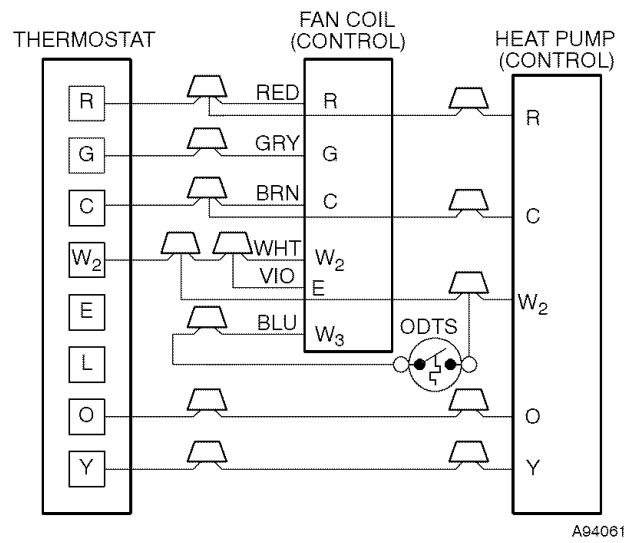 THERMOSTAT
FAN COIL
(CONTROL)
HEAT PUMP
(CONTROL)
R
RED
R
R
G
GRY
G
C
BRN
C
C
W2
WHT
W2
VIO
E
W2
E
BLU
W3
ODTS
L
O
O
Y
Y
A94061